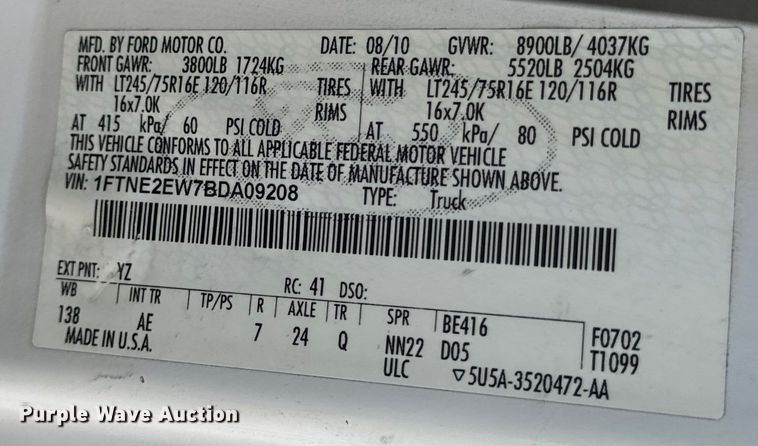 MFD. BY FORD MOTOR CO. DATE: 08/10 GVWR: 8900LB/ 4037KG
FRONT GAWR: 3800LB 1724KG REAR GAWR: 5520LB 2504KG
WITH LT245/75R16E 120/116R TIRES WITH LT245/75R16E 120/116R TIRES
16x7.0K RIMS 16x7.0K RIMS
AT 415 kPa/ 60 PSI COLD AT 550 kPa/ 80 PSI COLD
THIS VEHICLE CONFORMS TO ALL APPLICABLE FEDERAL MOTOR VEHICLE
SAFETY STANDARDS IN EFFECT ON THE DATE OF MANUFACTURE SHOWN ABOVE.
VIN: 1FTNE2EW7BDA09208 TYPE: Truck
EXT PNT: YZ RC: 41 DSO:
WB INT TR TP/PS R AXLE TR SPR BE416 F0702
138 AE 7 24 Q NN22 D05 T1099
MADE IN U.S.A. ULC ▽5U5A-3520472-AA
Purple Wave Auction